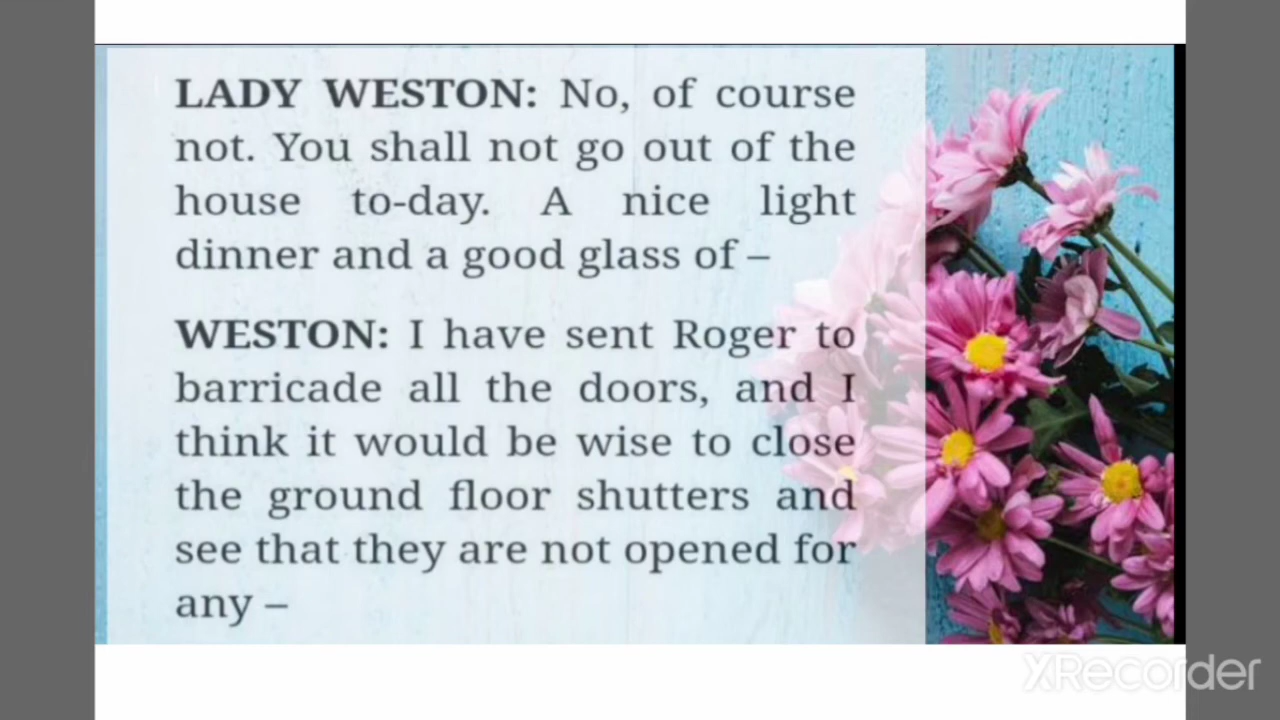 LADY WESTON: No, of course
not. You shall not go out of the
house to-day. A nice light
dinner and a good glass of –
WESTON: I have sent Roger to
barricade all the doors, and I
think it would be wise to close
the ground floor shutters and
see that they are not opened for
any –
XRecorder